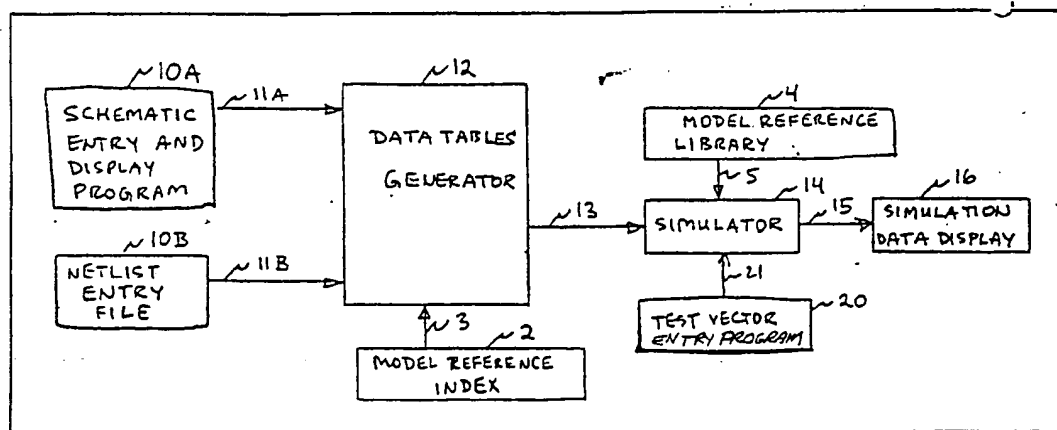 10A
SCHEMATIC
ENTRY AND
DISPLAY
PROGRAM
11A
10B
NETLIST
ENTRY
FILE
11B
12
DATA TABLES
GENERATOR
3
2
MODEL REFERENCE
INDEX
13
4
MODEL REFERENCE
LIBRARY
5
14
SIMULATOR
15
16
SIMULATION
DATA DISPLAY
21
20
TEST VECTOR
ENTRY PROGRAM